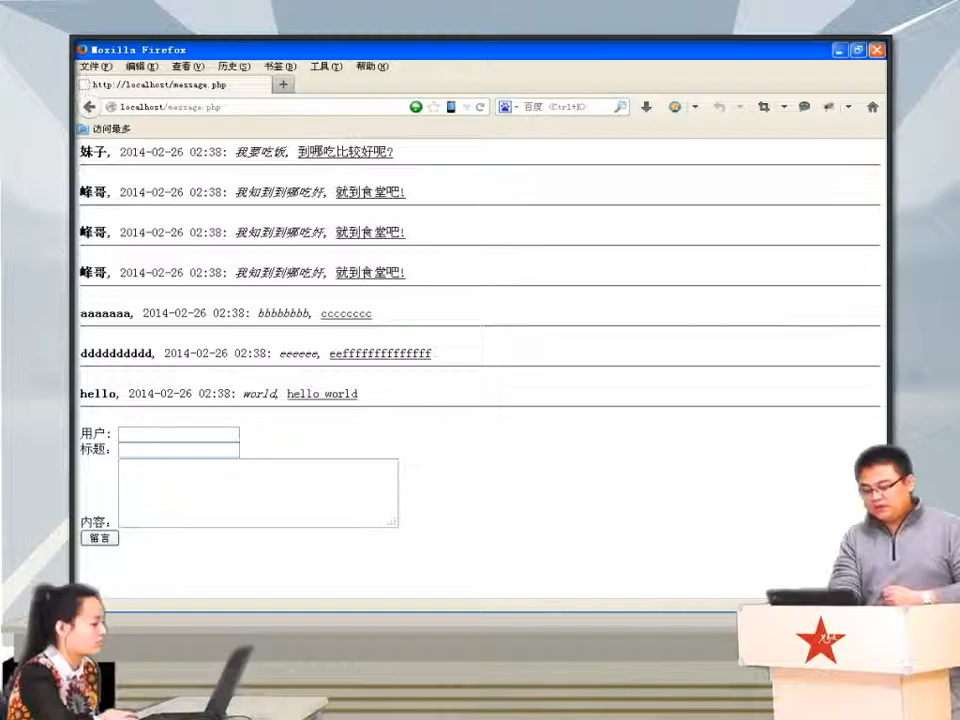 Mozilla Firefox
文件(F) 编辑(E) 查看(V) 历史(S) 书签(B) 工具(T) 帮助(H)
http://localhost/message.php
localhost/message.php 百度 <Ctrl+K>
访问最多
妹子, 2014-02-26 02:38: 我要吃饭, 到哪吃比较好呢?
峰哥, 2014-02-26 02:38: 我知到到哪吃好, 就到食堂吧!
峰哥, 2014-02-26 02:38: 我知到到哪吃好, 就到食堂吧!
峰哥, 2014-02-26 02:38: 我知到到哪吃好, 就到食堂吧!
aaaaaaa, 2014-02-26 02:38: bbbbbbbb, cccccccc
dddddddddd, 2014-02-26 02:38: eeeeee, eeffffffffffffff
hello, 2014-02-26 02:38: world, hello world
用户:
标题:
内容:
留言